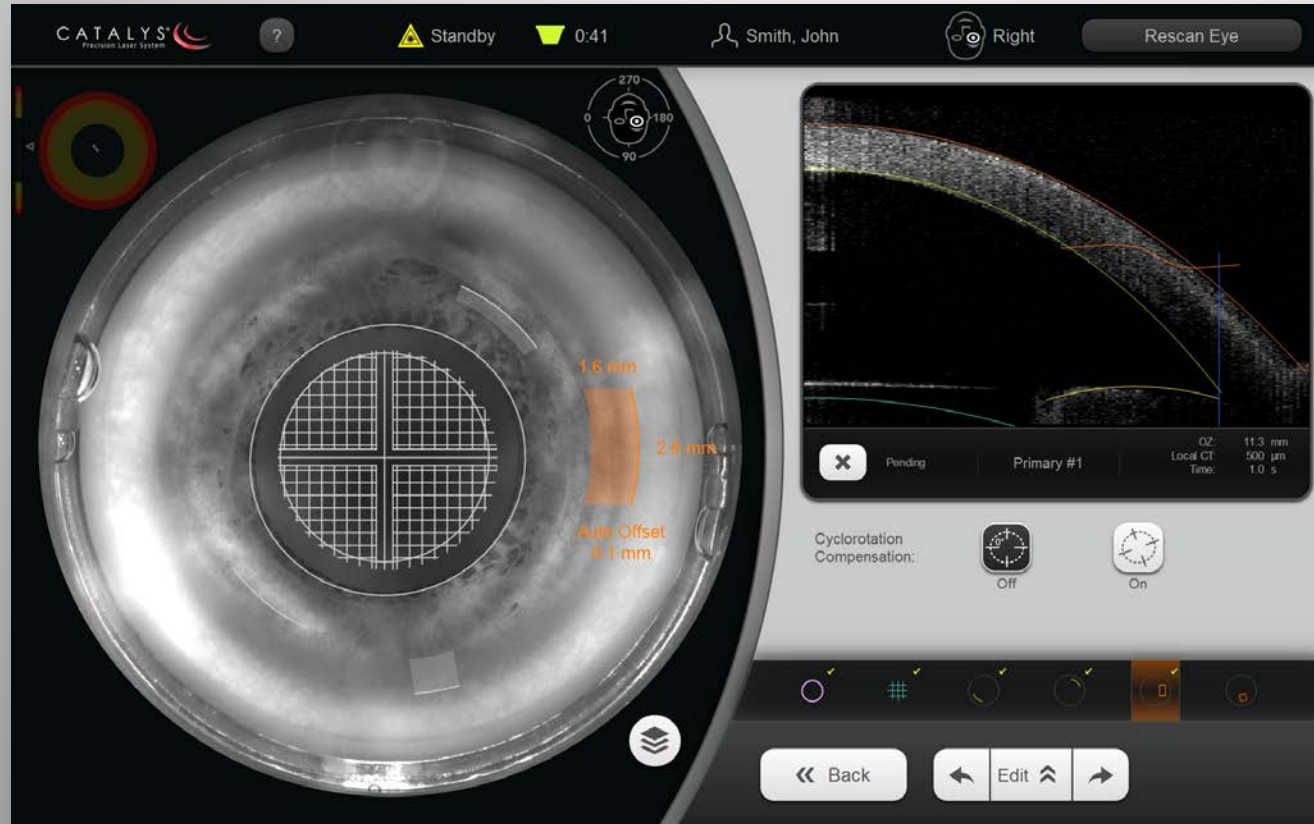 CATALYS®
Precision Laser System
?
Standby
0:41
Smith, John
Right
Rescan Eye
270
0
180
90
1.6 mm
2.8 mm
Auto Offset
0.1 mm
Pending
Primary #1
OZ: 11.3 mm
Local CT: 500 µm
Time: 1.0 s
Cyclorotation
Compensation:
0°
Off
On
Back
Edit